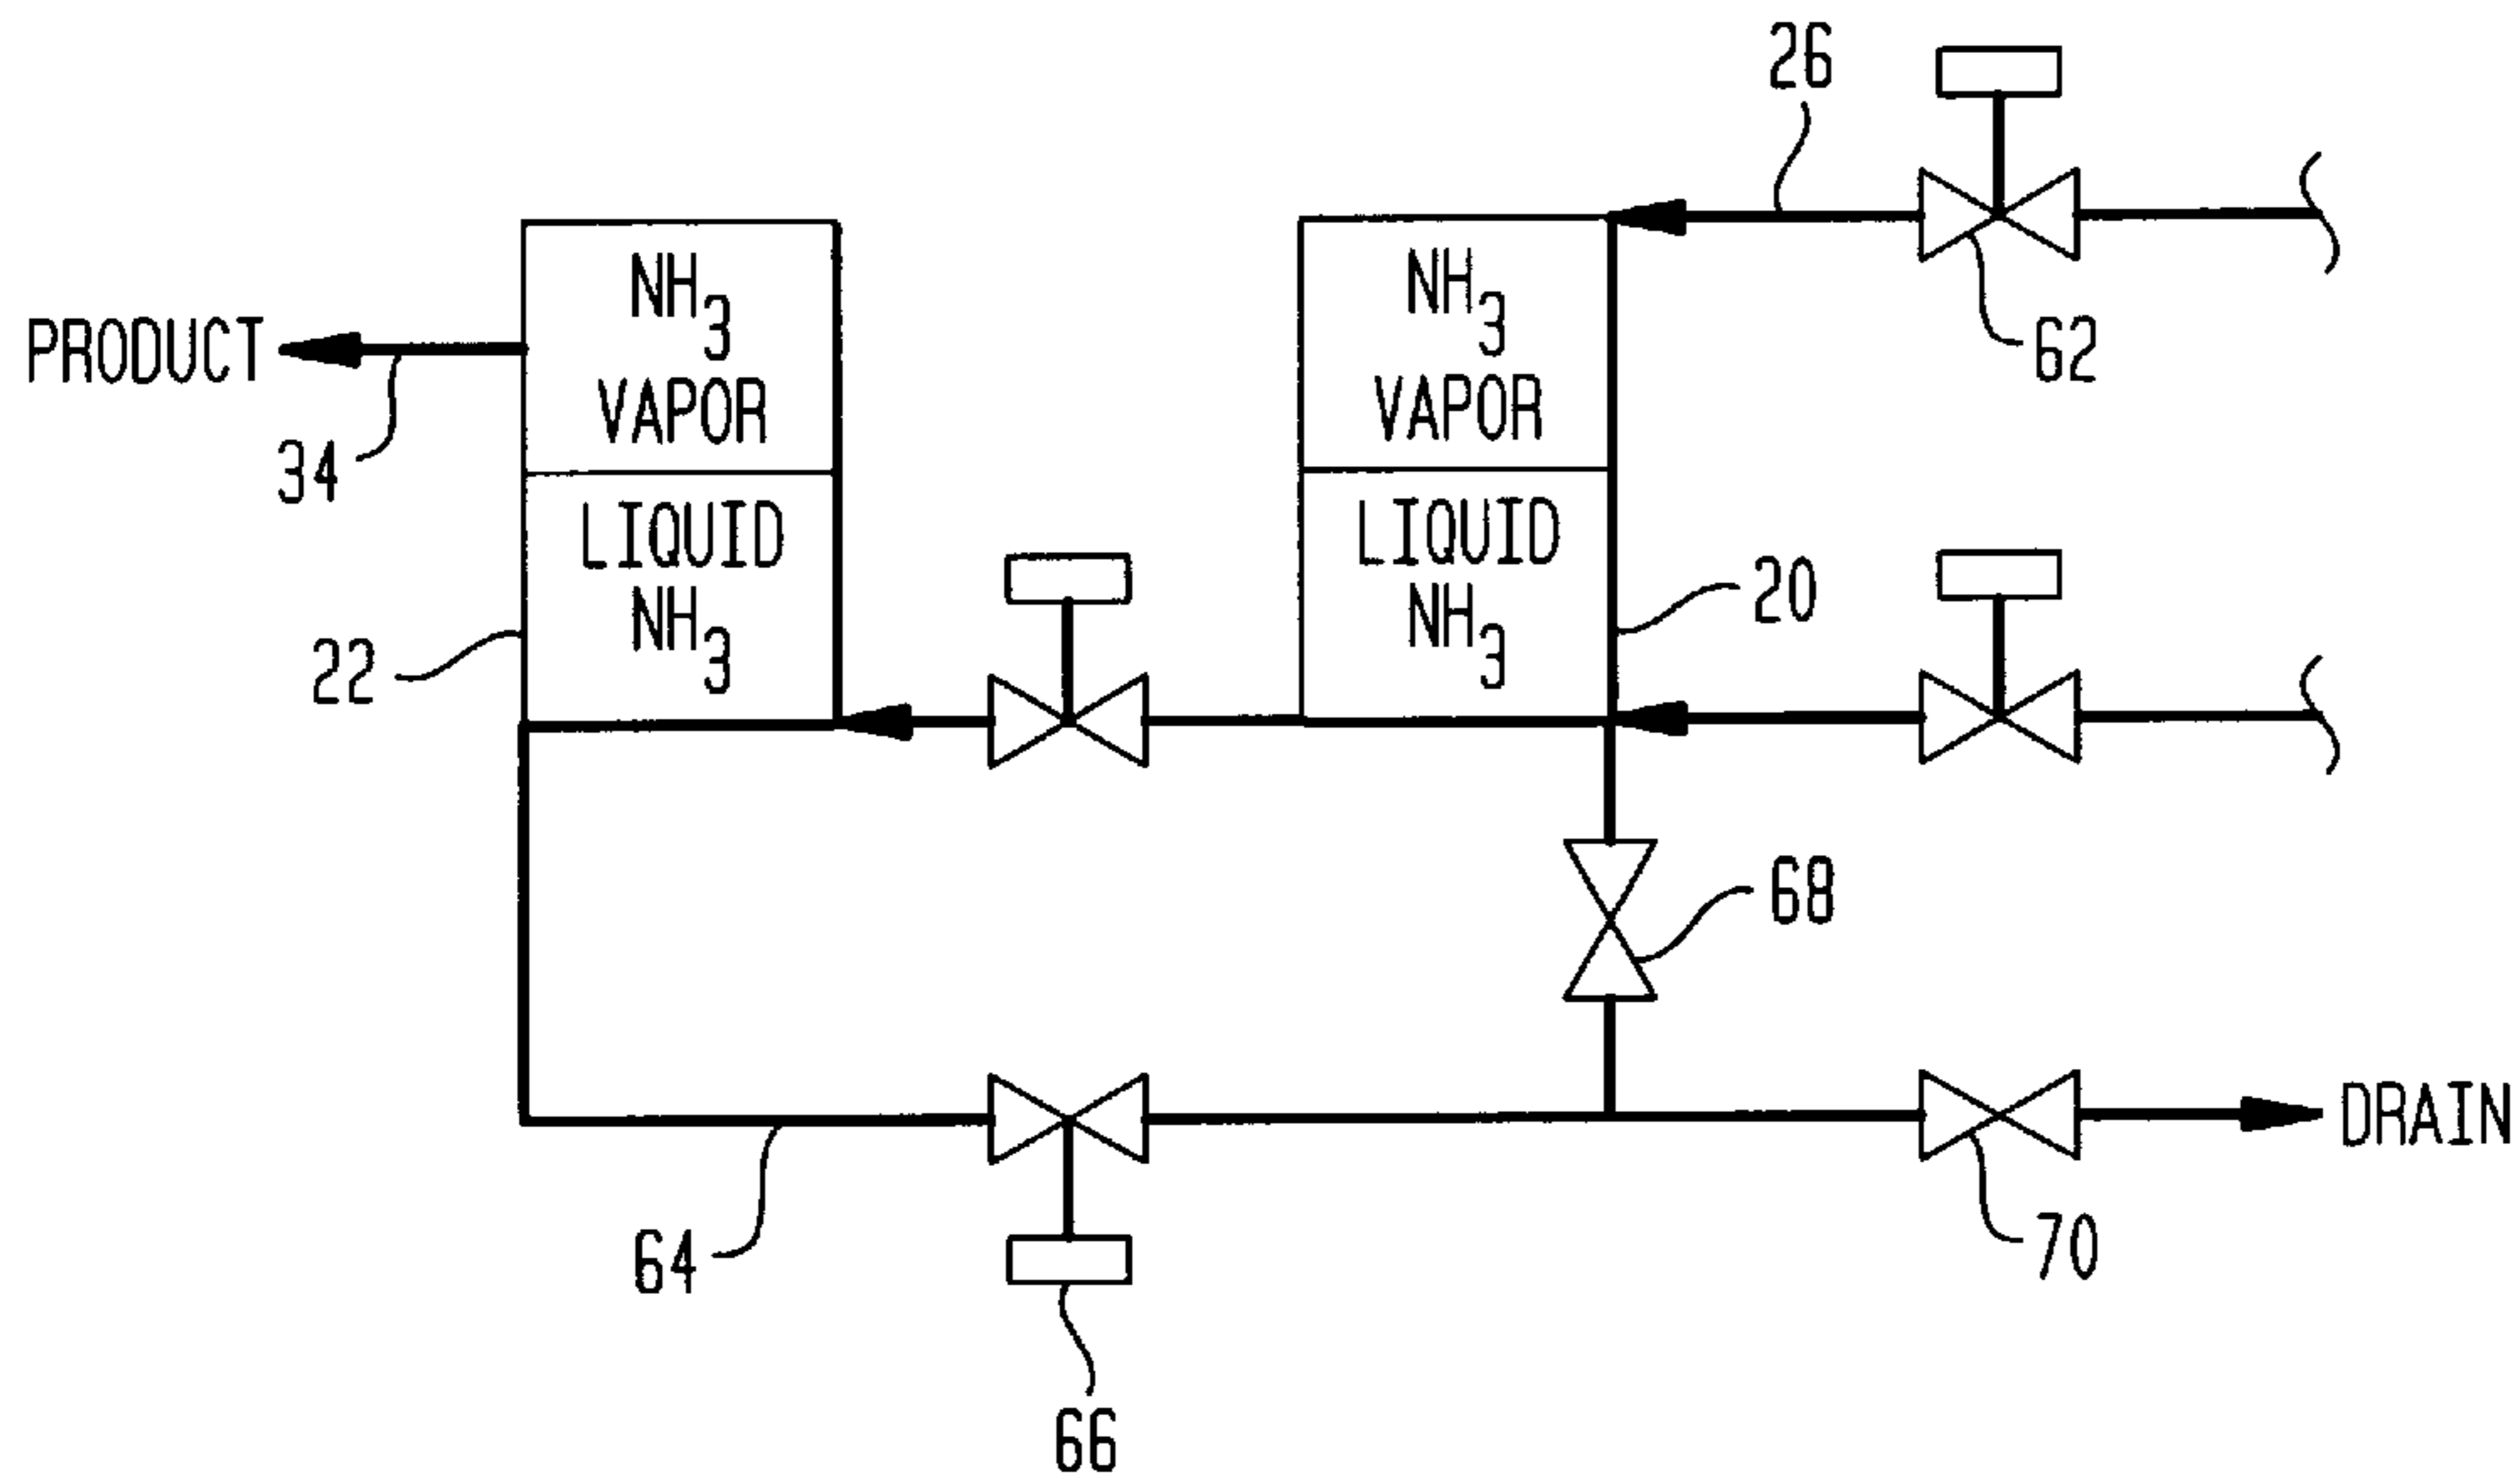 26
NH3
VAPOR
NH3
VAPOR
PRODUCT
62
34
LIQUID
NH3
LIQUID
NH3
20
22
68
DRAIN
64
70
66